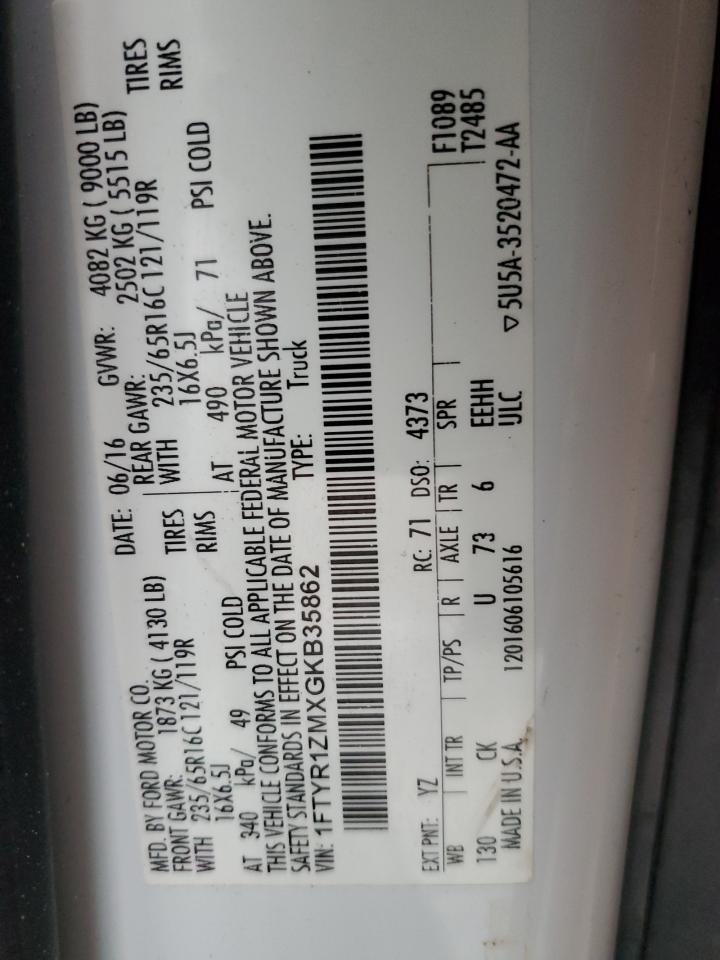 MFD. BY FORD MOTOR CO.
DATE: 06/16 GVWR: 4082 KG ( 9000 LB)
FRONT GAWR: 1873 KG ( 4130 LB) REAR GAWR: 2502 KG ( 5515 LB)
WITH 235/65R16C 121/119R TIRES WITH 235/65R16C 121/119R TIRES
16X6.5J RIMS 16X6.5J RIMS
AT 340 kPa/ 49 PSI COLD AT 490 kPa/ 71 PSI COLD
THIS VEHICLE CONFORMS TO ALL APPLICABLE FEDERAL MOTOR VEHICLE
SAFETY STANDARDS IN EFFECT ON THE DATE OF MANUFACTURE SHOWN ABOVE.
VIN: 1FTYR1ZMXGKB35862 TYPE: Truck
EXT PNT: YZ RC: 71 DSO: 4373 F1089
WB INT TR TP/PS R AXLE TR SPR T2485
130 CK U 73 6 EEHH
MADE IN U.S.A. 1201606105616 ULC ▽ 5U5A-3520472-AA